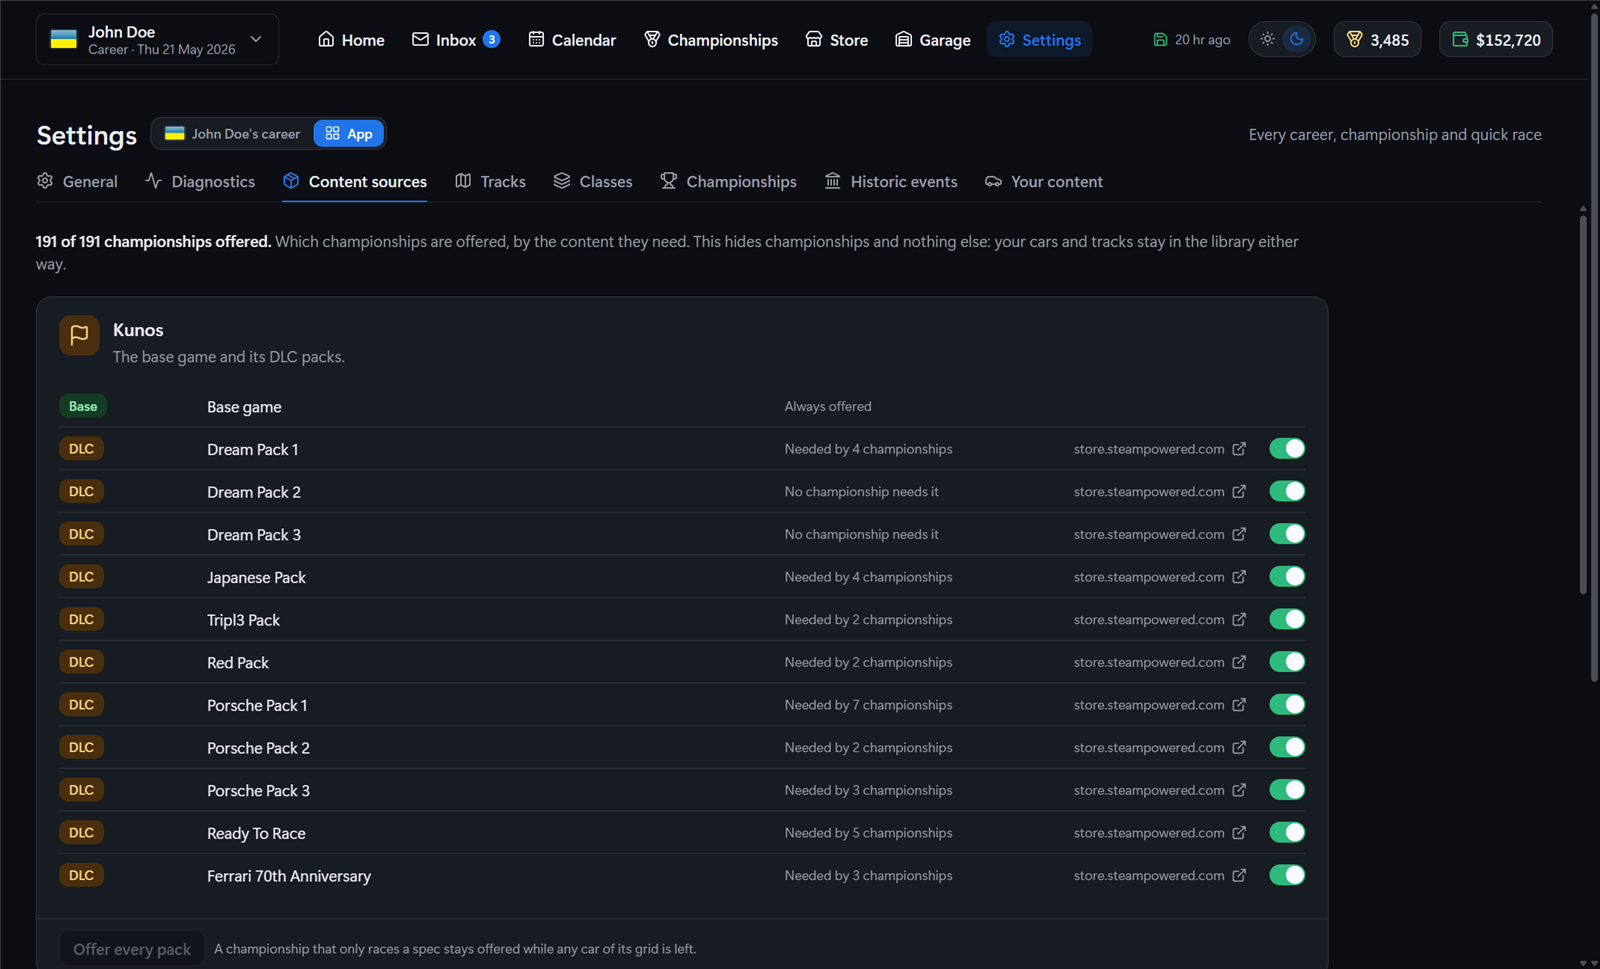 John Doe
Career · Thu 21 May 2026
Home
Inbox 3
Calendar
Championships
Store
Garage
Settings
20 hr ago
3,485
$152,720
Settings
John Doe's career
App
Every career, championship and quick race
General
Diagnostics
Content sources
Tracks
Classes
Championships
Historic events
Your content
191 of 191 championships offered. Which championships are offered, by the content they need. This hides championships and nothing else: your cars and tracks stay in the library either
way.
Kunos
The base game and its DLC packs.
Base Base game Always offered
DLC Dream Pack 1 Needed by 4 championships store.steampowered.com
DLC Dream Pack 2 No championship needs it store.steampowered.com
DLC Dream Pack 3 No championship needs it store.steampowered.com
DLC Japanese Pack Needed by 4 championships store.steampowered.com
DLC Tripl3 Pack Needed by 2 championships store.steampowered.com
DLC Red Pack Needed by 2 championships store.steampowered.com
DLC Porsche Pack 1 Needed by 7 championships store.steampowered.com
DLC Porsche Pack 2 Needed by 2 championships store.steampowered.com
DLC Porsche Pack 3 Needed by 3 championships store.steampowered.com
DLC Ready To Race Needed by 5 championships store.steampowered.com
DLC Ferrari 70th Anniversary Needed by 3 championships store.steampowered.com
Offer every pack A championship that only races a spec stays offered while any car of its grid is left.